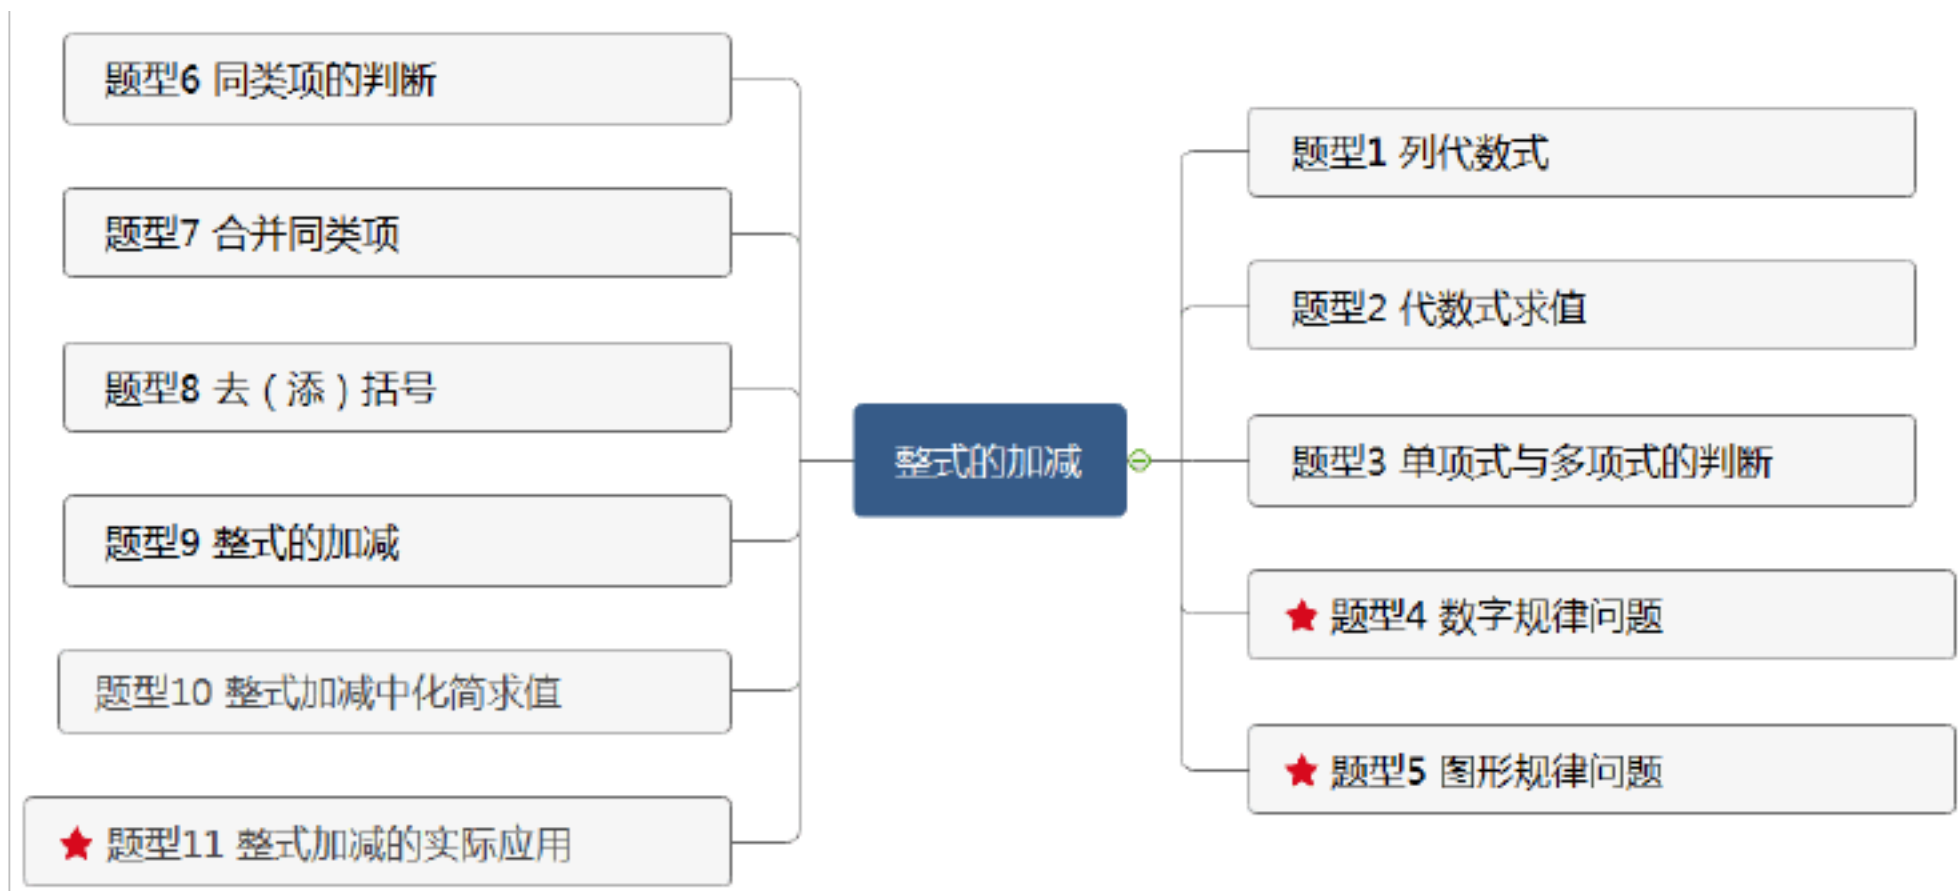 题型6 同类项的判断
题型7 合并同类项
题型8 去（添）括号
题型9 整式的加减
题型10 整式加减中化简求值
题型11 整式加减的实际应用
整式的加减
题型1 列代数式
题型2 代数式求值
题型3 单项式与多项式的判断
题型4 数字规律问题
题型5 图形规律问题